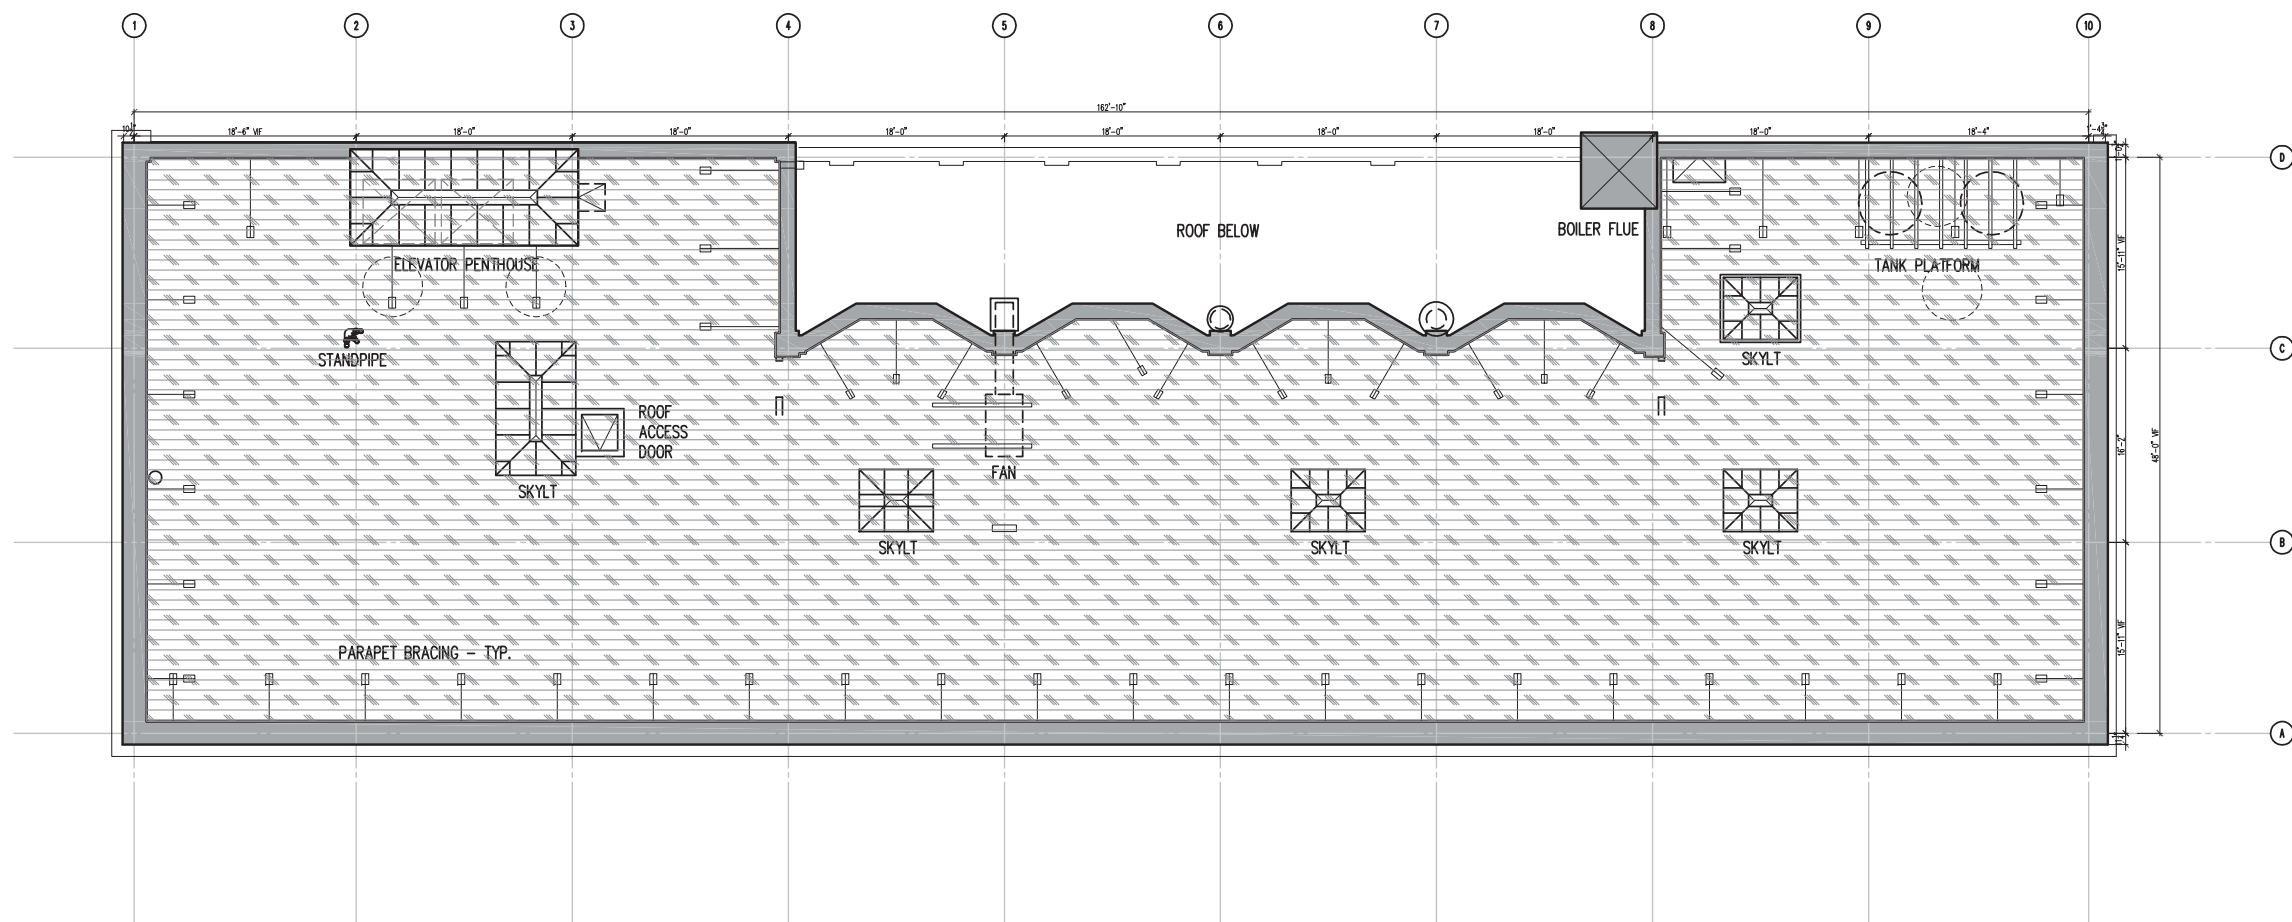 1 2 3 4 5 6 7 8 9 10
162'-10"
18'-6" VIF 18'-0" 18'-0" 18'-0" 18'-0" 18'-0" 18'-0" 18'-0" 18'-4"
D
ROOF BELOW
BOILER FLUE
ELEVATOR PENTHOUSE
TANK PLATFORM
15'-11" VIF
STANDPIPE
SKYLT
C
ROOF
ACCESS
DOOR
16'-2"
48'-0" VIF
FAN
SKYLT
SKYLT
SKYLT
SKYLT
B
PARAPET BRACING - TYP.
15'-11" VIF
A